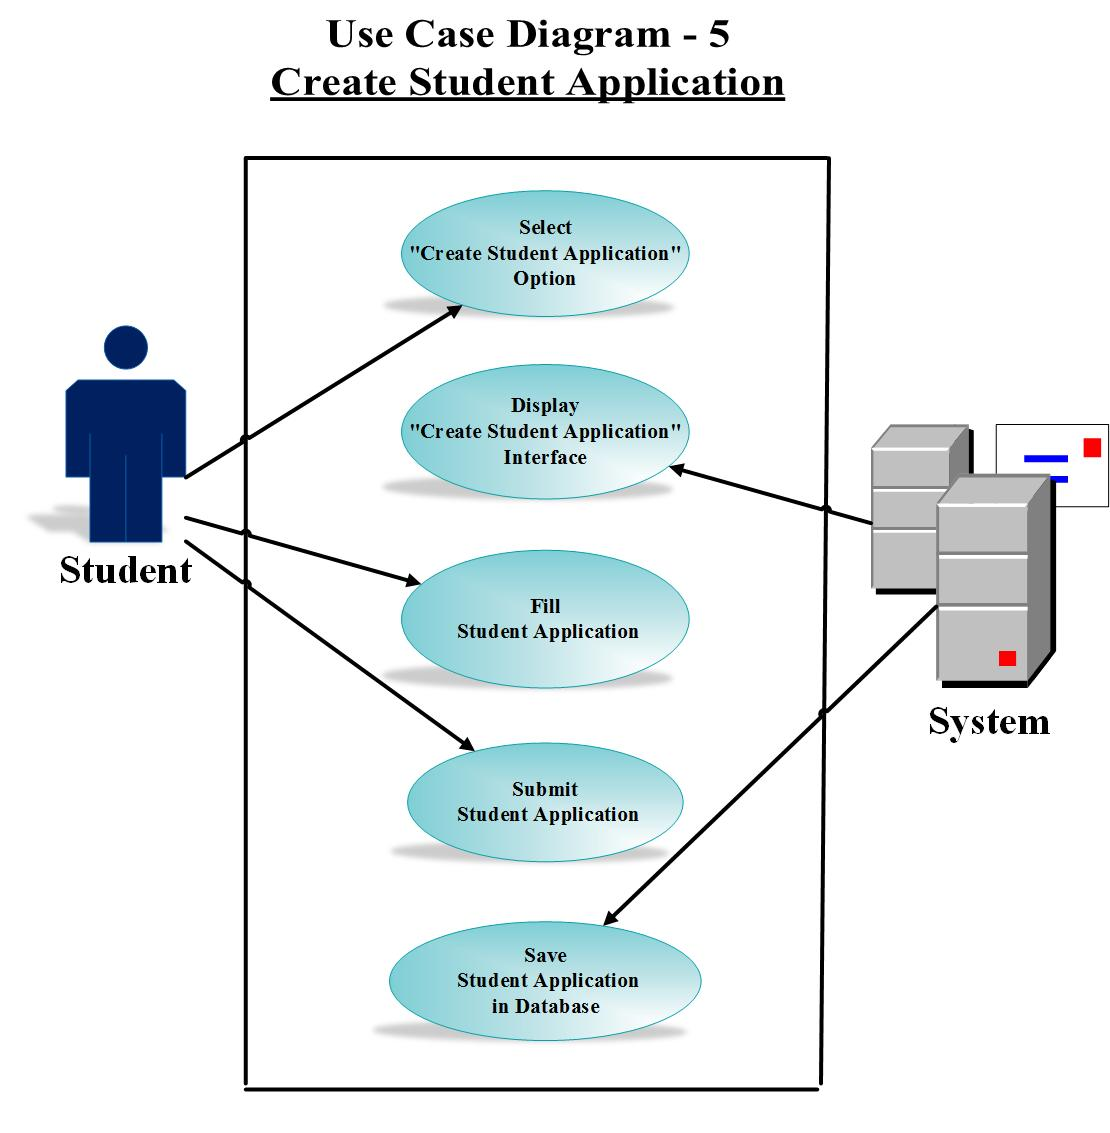 Use Case Diagram - 5
Create Student Application
Select
"Create Student Application"
Option
Display
"Create Student Application"
Interface
Fill
Student Application
Student
System
Submit
Student Application
Save
Student Application
in Database